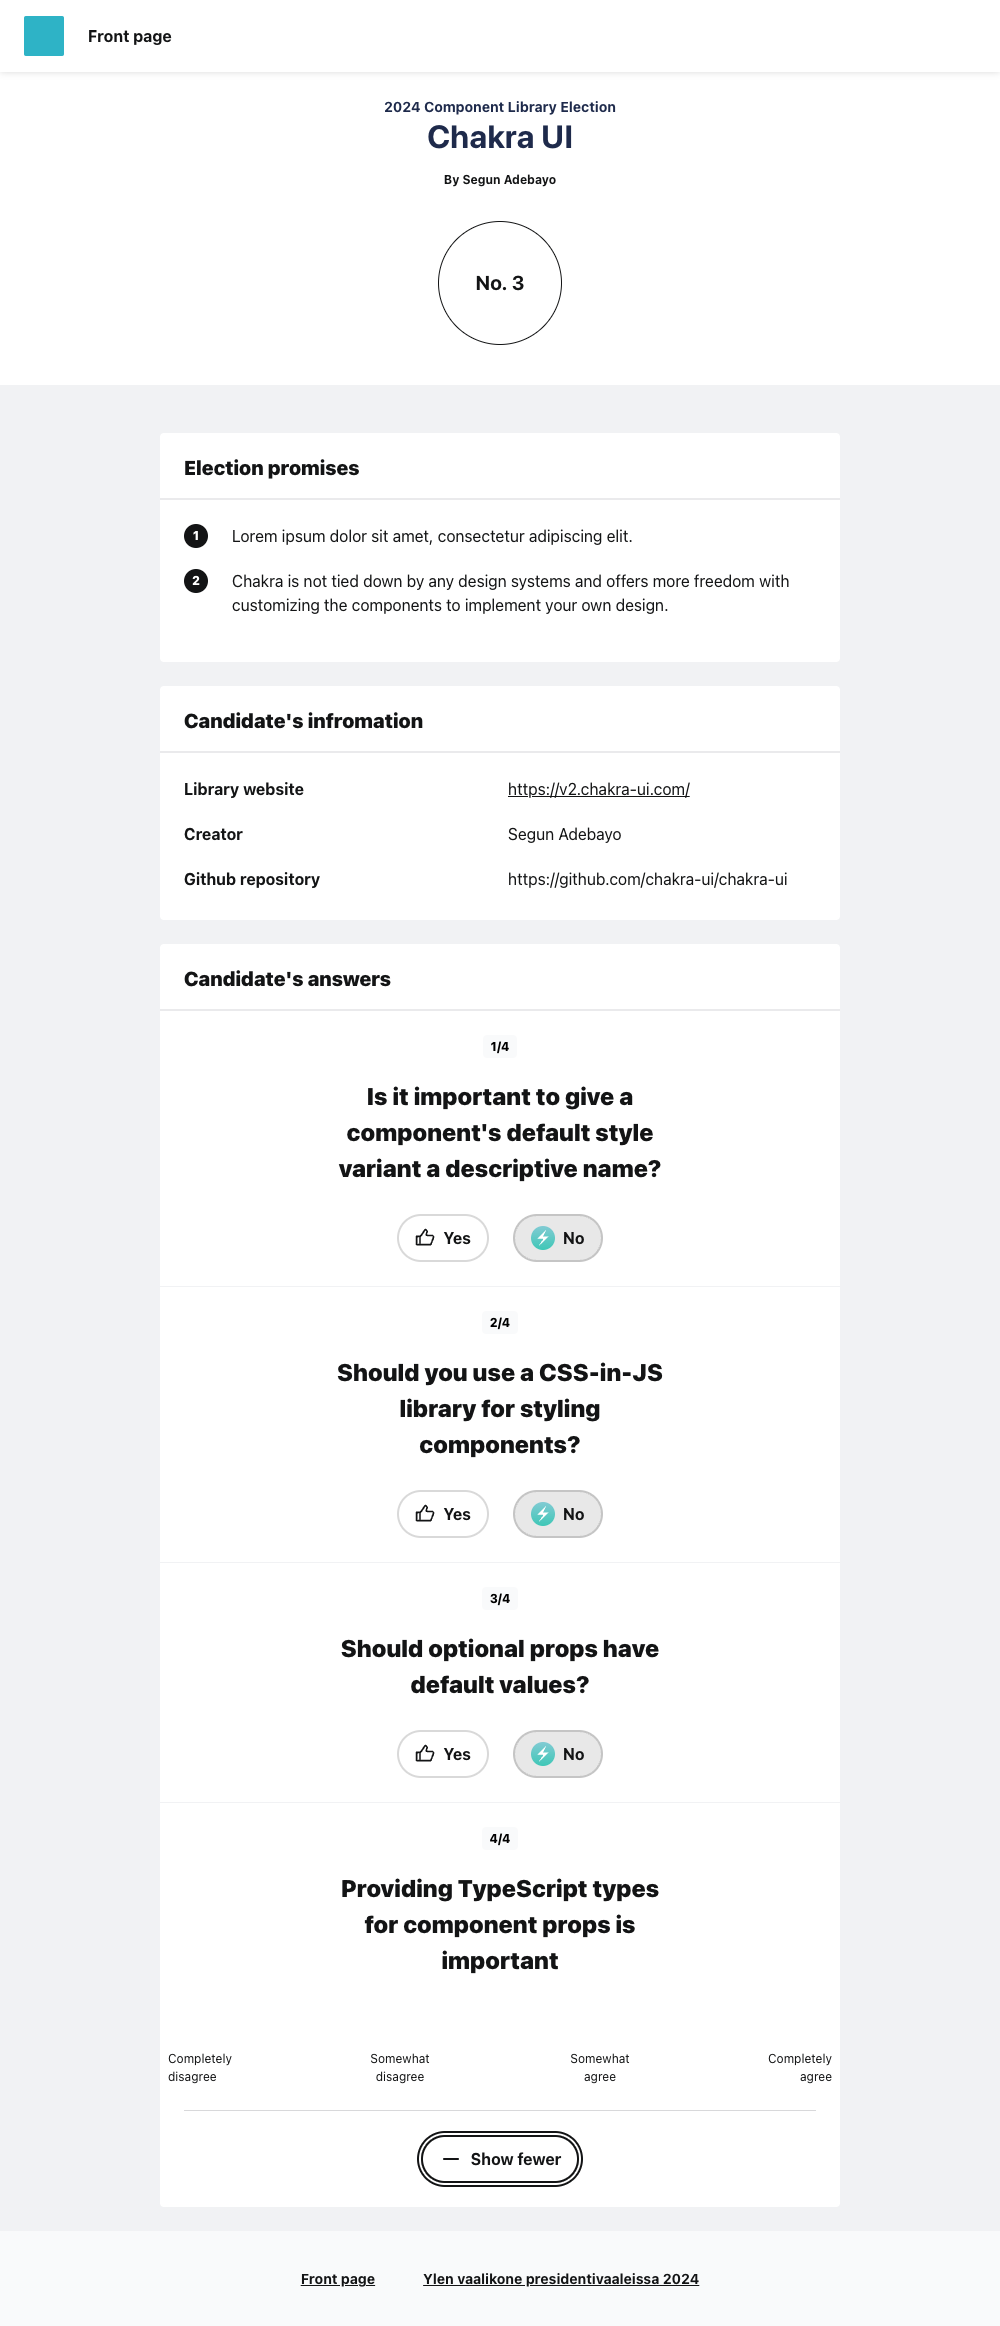 Front page
2024 Component Library Election
Chakra UI
By Segun Adebayo
No. 3
Election promises
1 Lorem ipsum dolor sit amet, consectetur adipiscing elit.
2 Chakra is not tied down by any design systems and offers more freedom with
customizing the components to implement your own design.
Candidate's infromation
Library website https://v2.chakra-ui.com/
Creator Segun Adebayo
Github repository https://github.com/chakra-ui/chakra-ui
Candidate's answers
1/4
Is it important to give a
component's default style
variant a descriptive name?
Yes No
2/4
Should you use a CSS-in-JS
library for styling
components?
Yes No
3/4
Should optional props have
default values?
Yes No
4/4
Providing TypeScript types
for component props is
important
Completely Somewhat Somewhat Completely
disagree disagree agree agree
Show fewer
Front page Ylen vaalikone presidentivaaleissa 2024